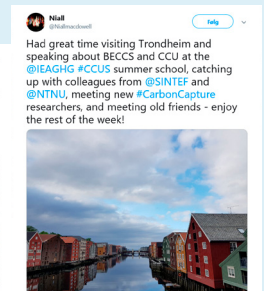 Niall
@Niallmacdowell
Følg
Had great time visiting Trondheim and
speaking about BECCS and CCU at the
@IEAGHG #CCUS summer school, catching
up with colleagues from @SINTEF and
@NTNU, meeting new #CarbonCapture
researchers, and meeting old friends - enjoy
the rest of the week!